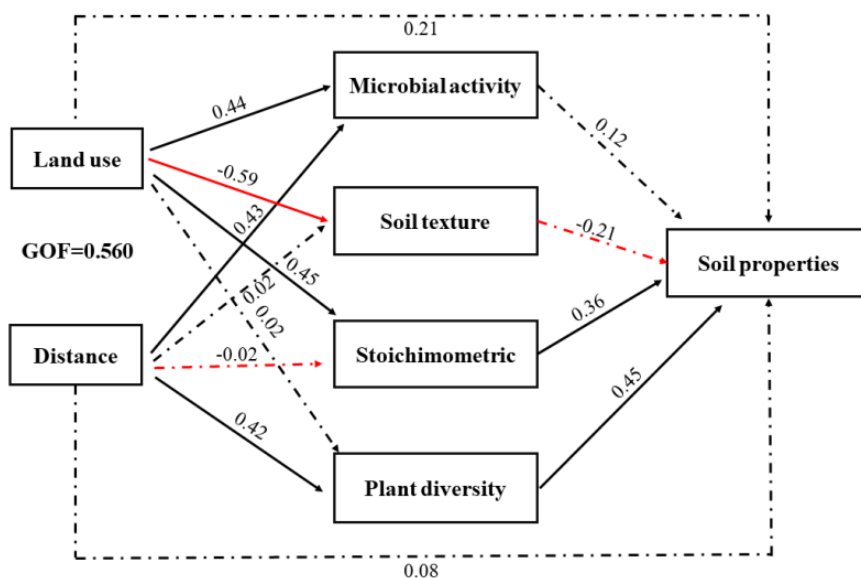 0.21
Microbial activity
0.44
0.12
Land use
-0.59
0.43
Soil texture
-0.21
Soil properties
GOF=0.560
0.45
0.02
0.02
0.36
Distance
-0.02
Stoichimometric
0.45
0.42
Plant diversity
0.08